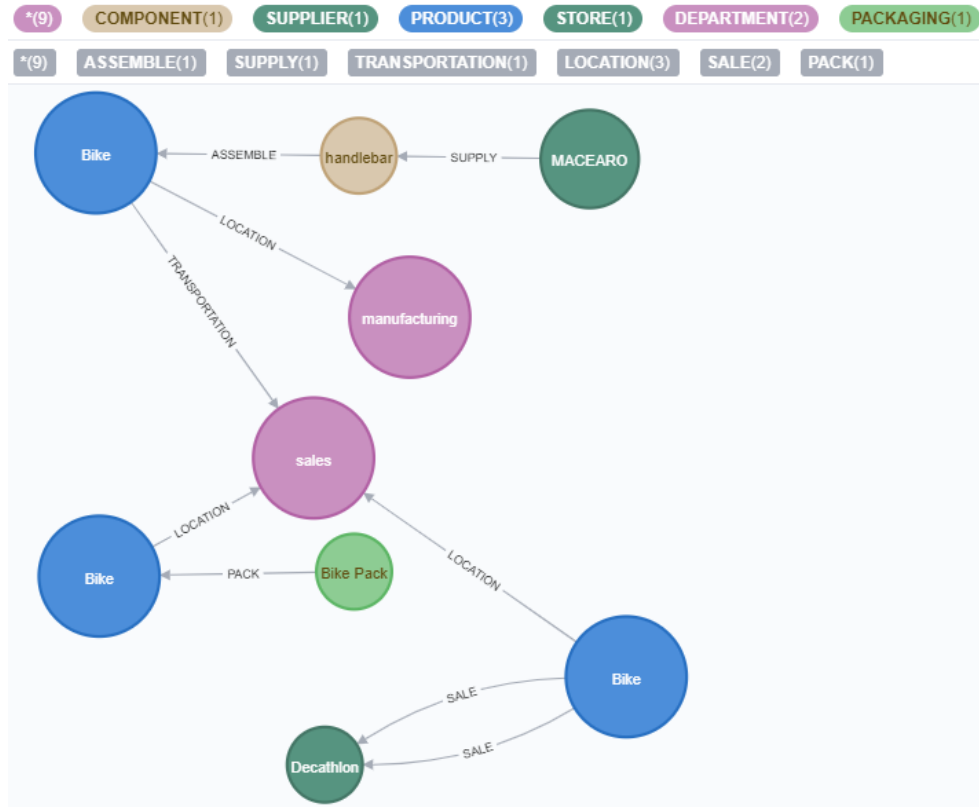 *(9) COMPONENT(1) SUPPLIER(1) PRODUCT(3) STORE(1) DEPARTMENT(2) PACKAGING(1)
*(9) ASSEMBLE(1) SUPPLY(1) TRANSPORTATION(1) LOCATION(3) SALE(2) PACK(1)
Bike ASSEMBLE handlebar SUPPLY MACEARO
LOCATION
TRANSPORTATION
manufacturing
sales
LOCATION
LOCATION
Bike PACK Bike Pack
Bike
SALE
SALE
Decathlon